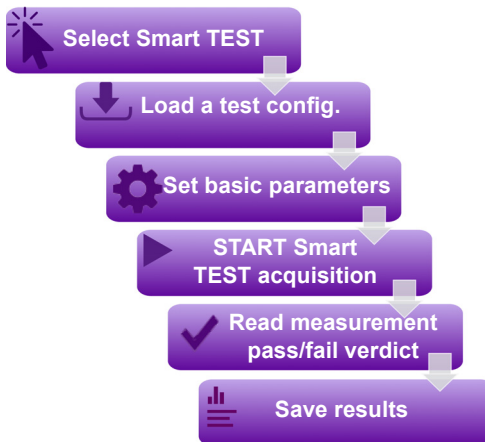 Select Smart TEST
Load a test config.
Set basic parameters
START Smart
TEST acquisition
Read measurement
pass/fail verdict
Save results